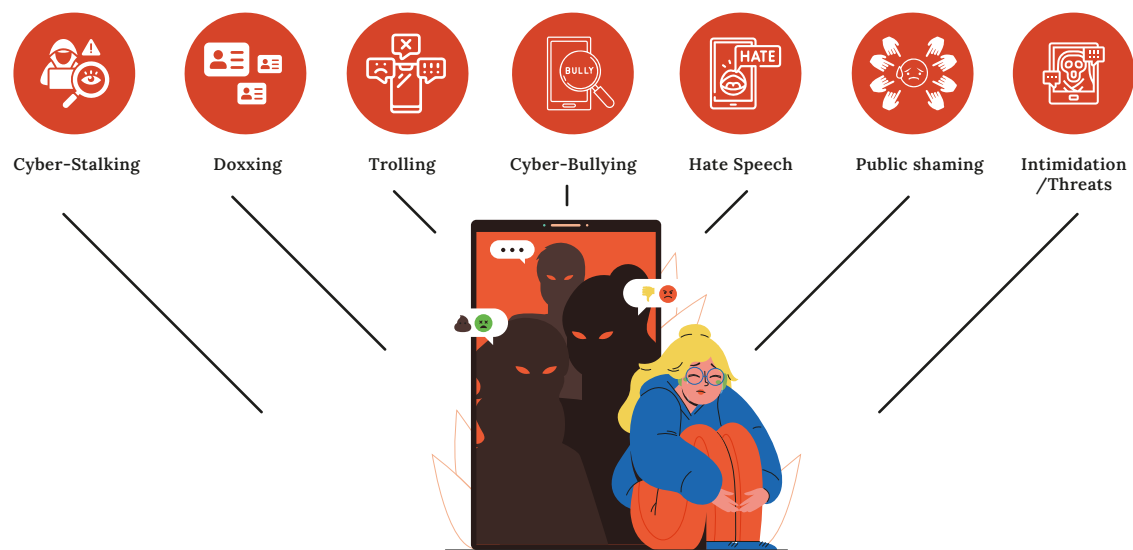 BULLY
HATE
Cyber-Stalking
Doxxing
Trolling
Cyber-Bullying
Hate Speech
Public shaming
Intimidation
/Threats